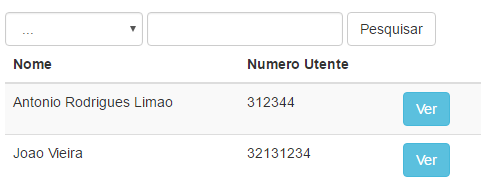 ... Pesquisar
Nome Numero Utente
Antonio Rodrigues Limao 312344 Ver
Joao Vieira 32131234 Ver